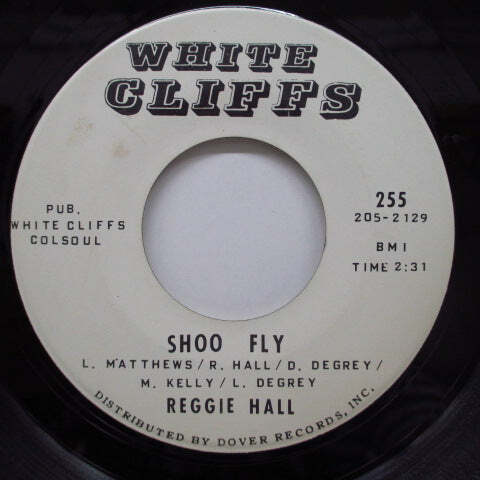 WHITE
CLIFFS
PUB.
WHITE CLIFFS
COLSOUL
255
205-2129
BMI
TIME 2:31
SHOO FLY
L. MATTHEWS/R. HALL/D. DEGREY/
M. KELLY/L. DEGREY
REGGIE HALL
DISTRIBUTED BY DOVER RECORDS, INC.